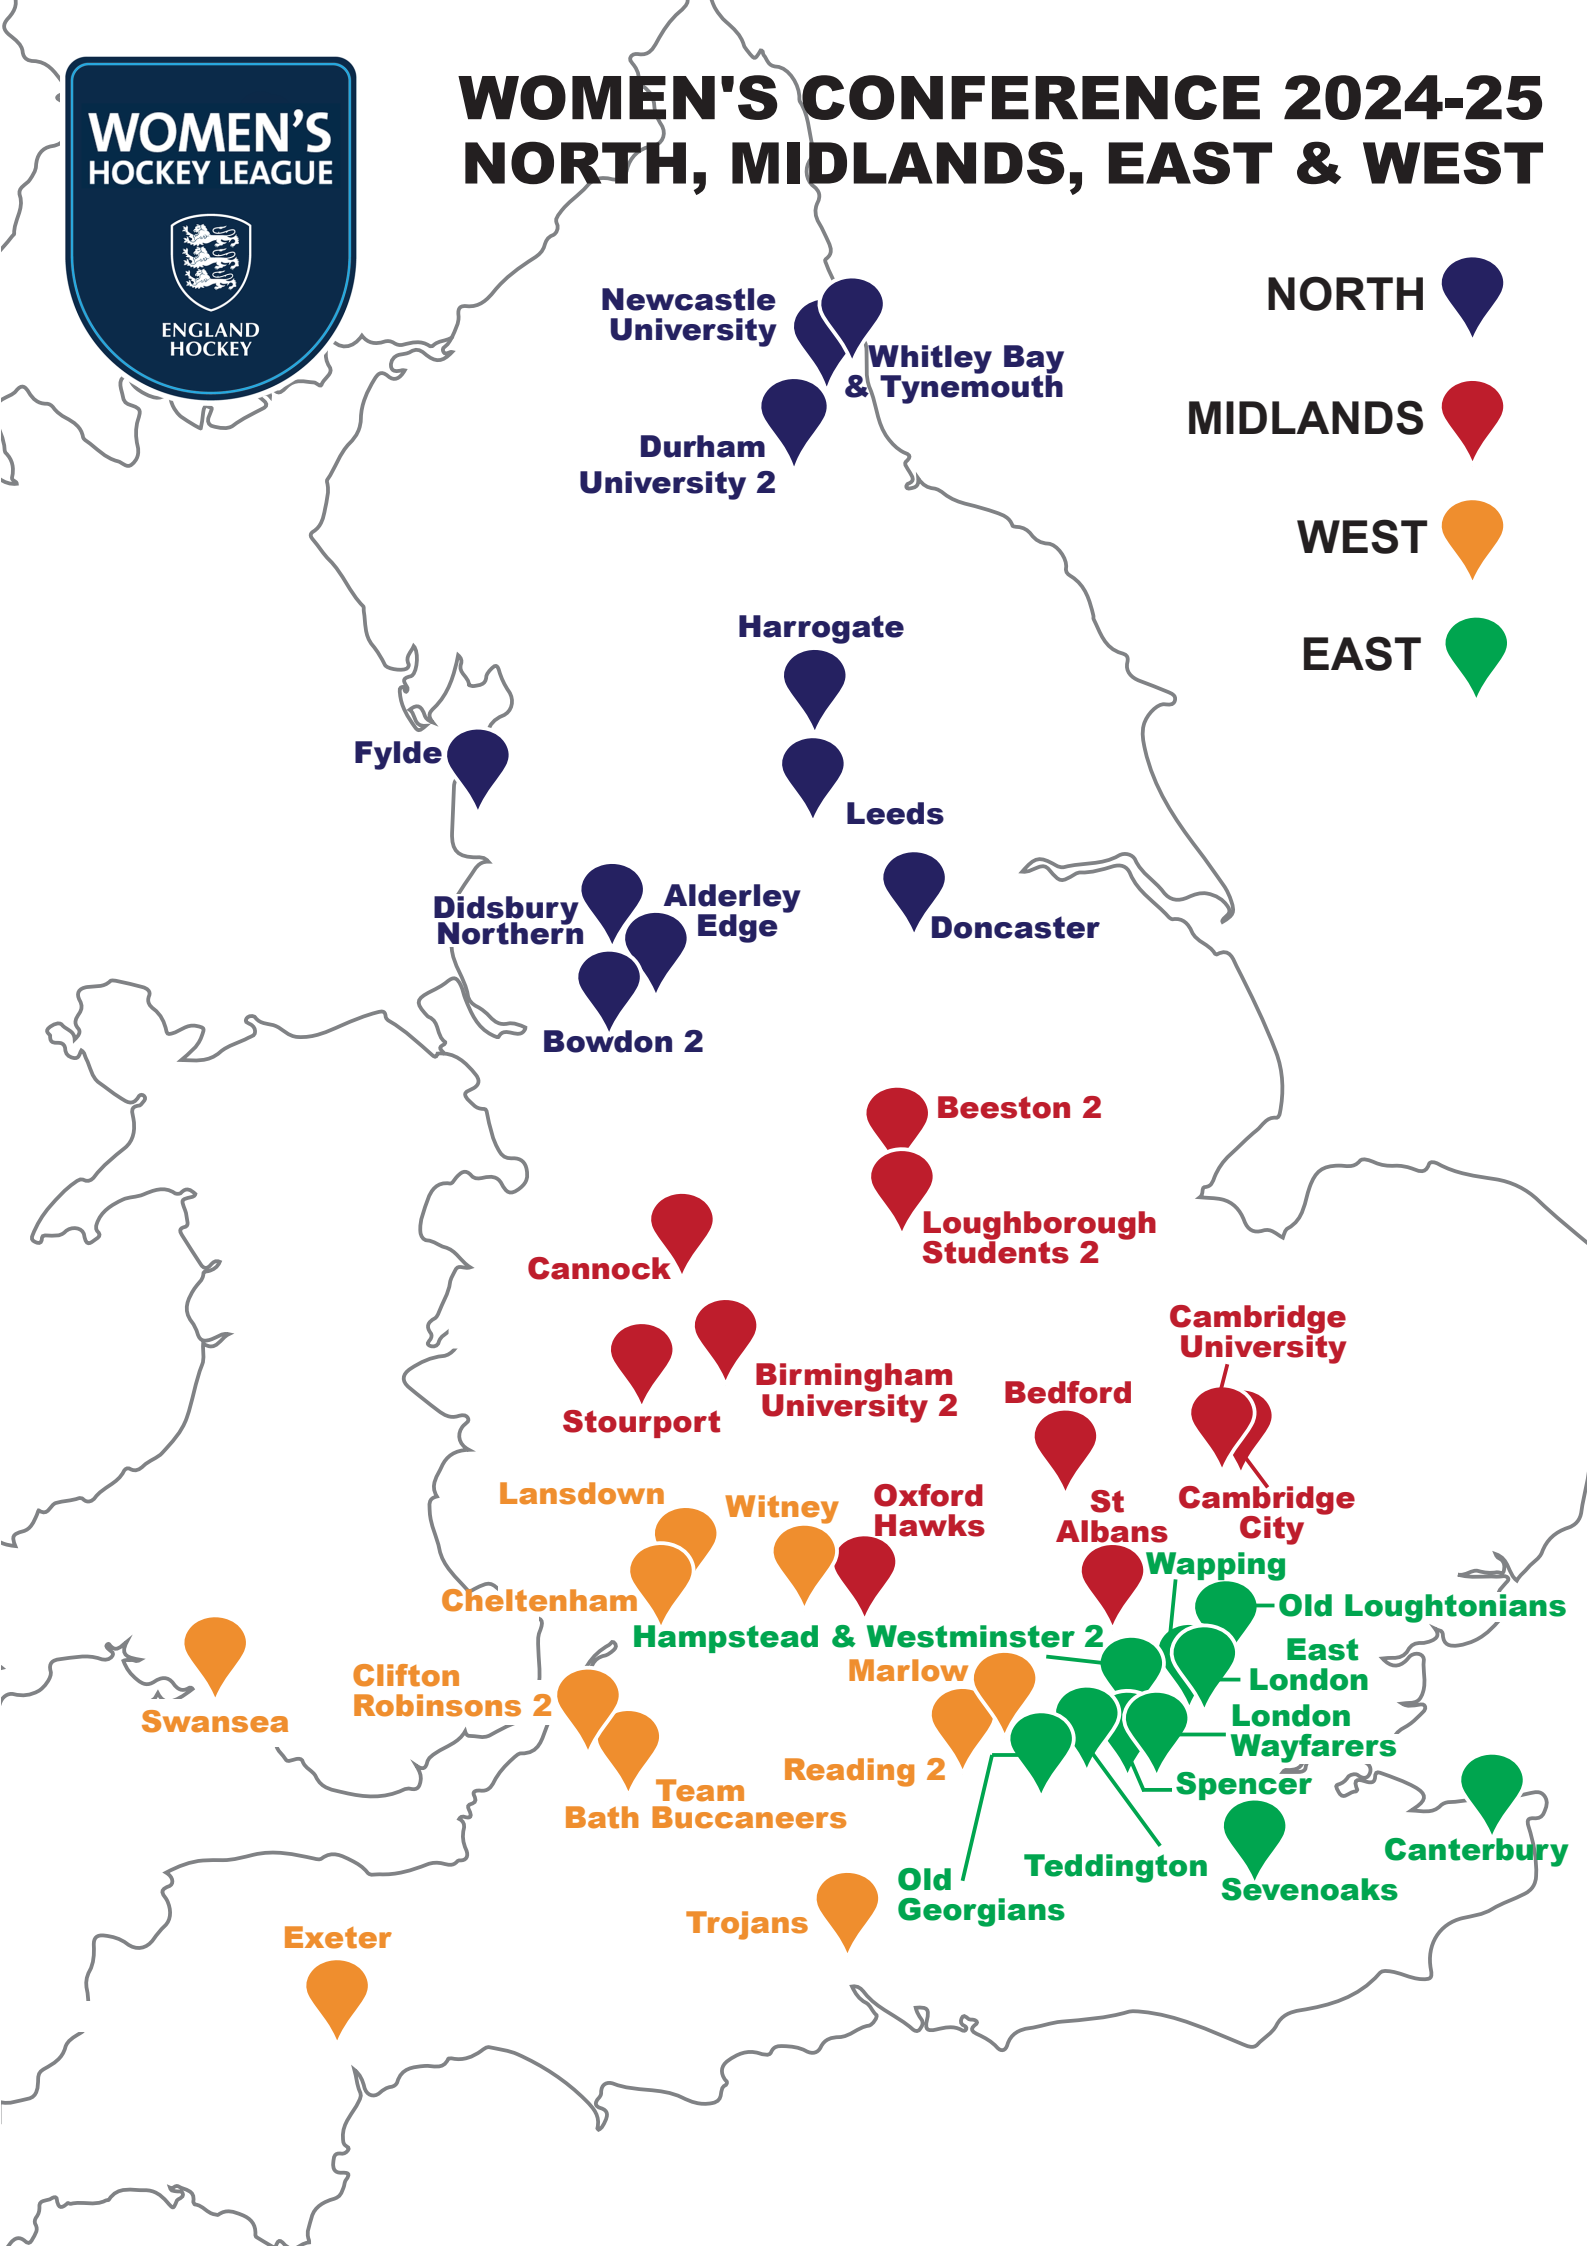 WOMEN'S
HOCKEY LEAGUE
ENGLAND
HOCKEY
WOMEN'S CONFERENCE 2024-25
NORTH, MIDLANDS, EAST & WEST
NORTH
MIDLANDS
WEST
EAST
Newcastle
University
Whitley Bay
& Tynemouth
Durham
University 2
Harrogate
Fylde
Leeds
Didsbury
Northern
Alderley
Edge
Doncaster
Bowdon 2
Beeston 2
Loughborough
Students 2
Cannock
Cambridge
University
Birmingham
University 2
Stourport
Bedford
Cambridge
City
Lansdown
Witney
Oxford
Hawks
St
Albans
Wapping
Cheltenham
Old Loughtonians
Hampstead & Westminster 2
East
London
Marlow
Clifton
Robinsons 2
Swansea
London
Wayfarers
Reading 2
Spencer
Team
Bath Buccaneers
Canterbury
Teddington
Sevenoaks
Old
Georgians
Trojans
Exeter